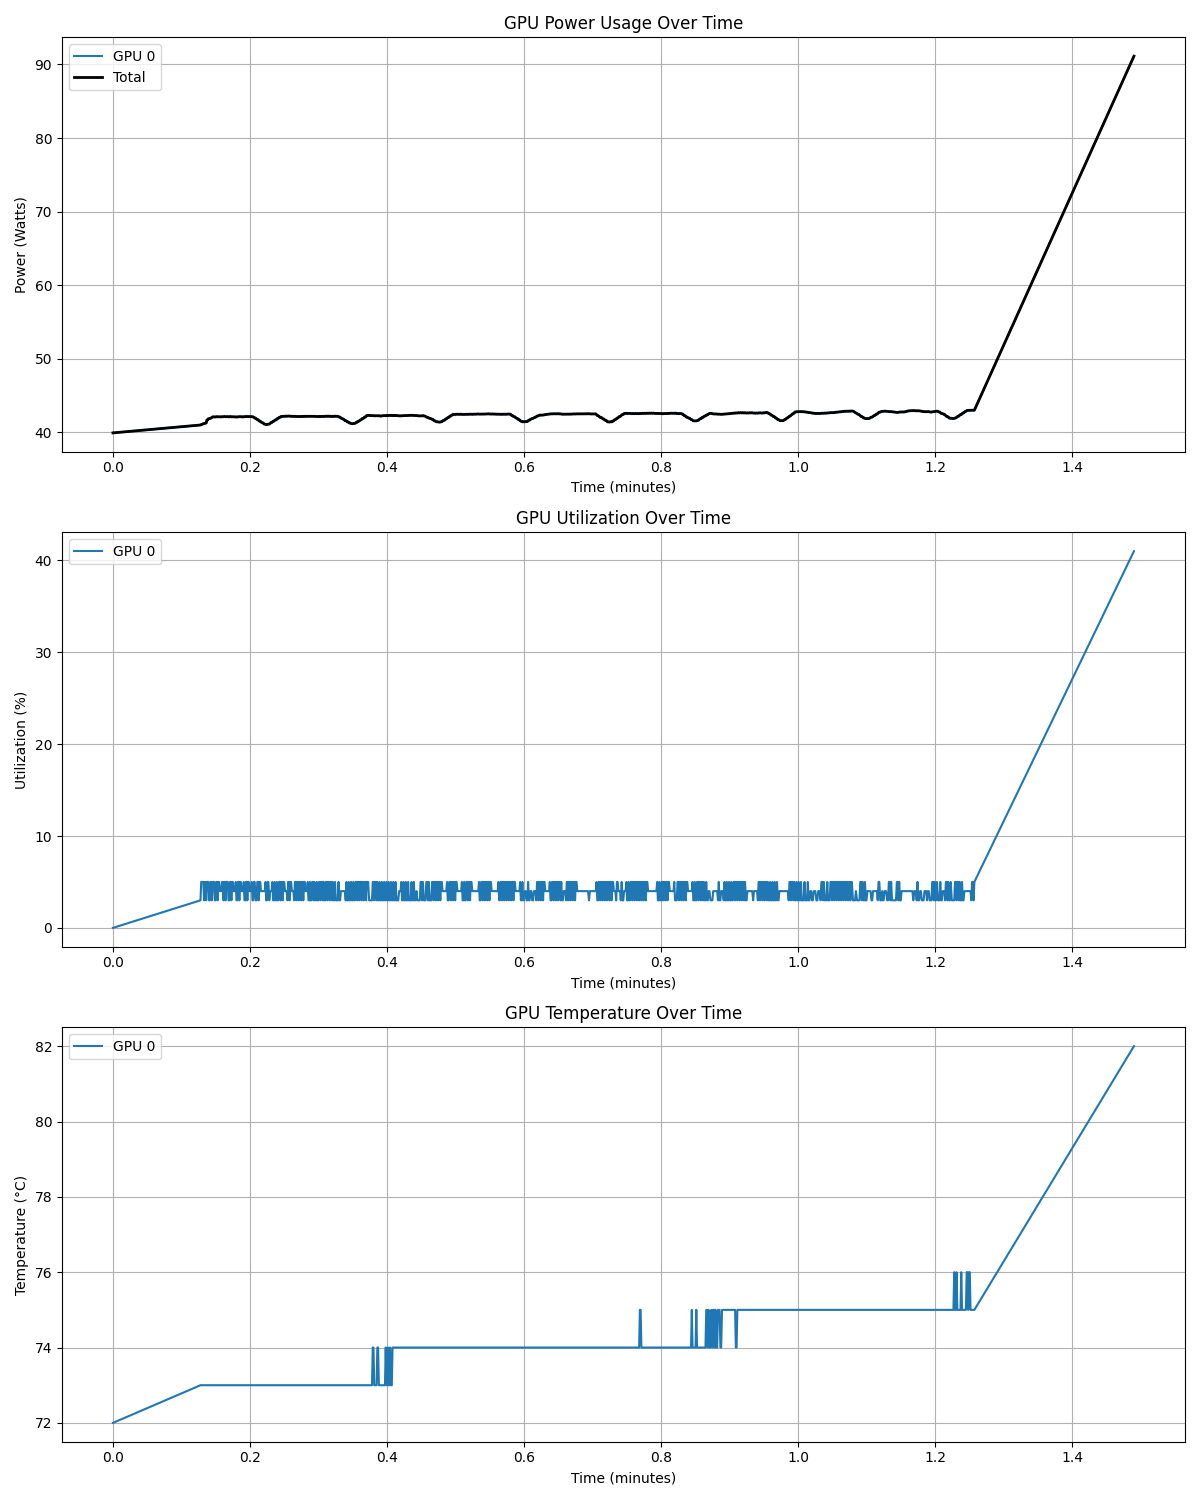 GPU Power Usage Over Time
GPU 0
Total
90
80
70
60
50
40
Power (Watts)
0.0 0.2 0.4 0.6 0.8 1.0 1.2 1.4
Time (minutes)
GPU Utilization Over Time
GPU 0
40
30
20
10
0
Utilization (%)
0.0 0.2 0.4 0.6 0.8 1.0 1.2 1.4
Time (minutes)
GPU Temperature Over Time
GPU 0
82
80
78
76
74
72
Temperature (°C)
0.0 0.2 0.4 0.6 0.8 1.0 1.2 1.4
Time (minutes)